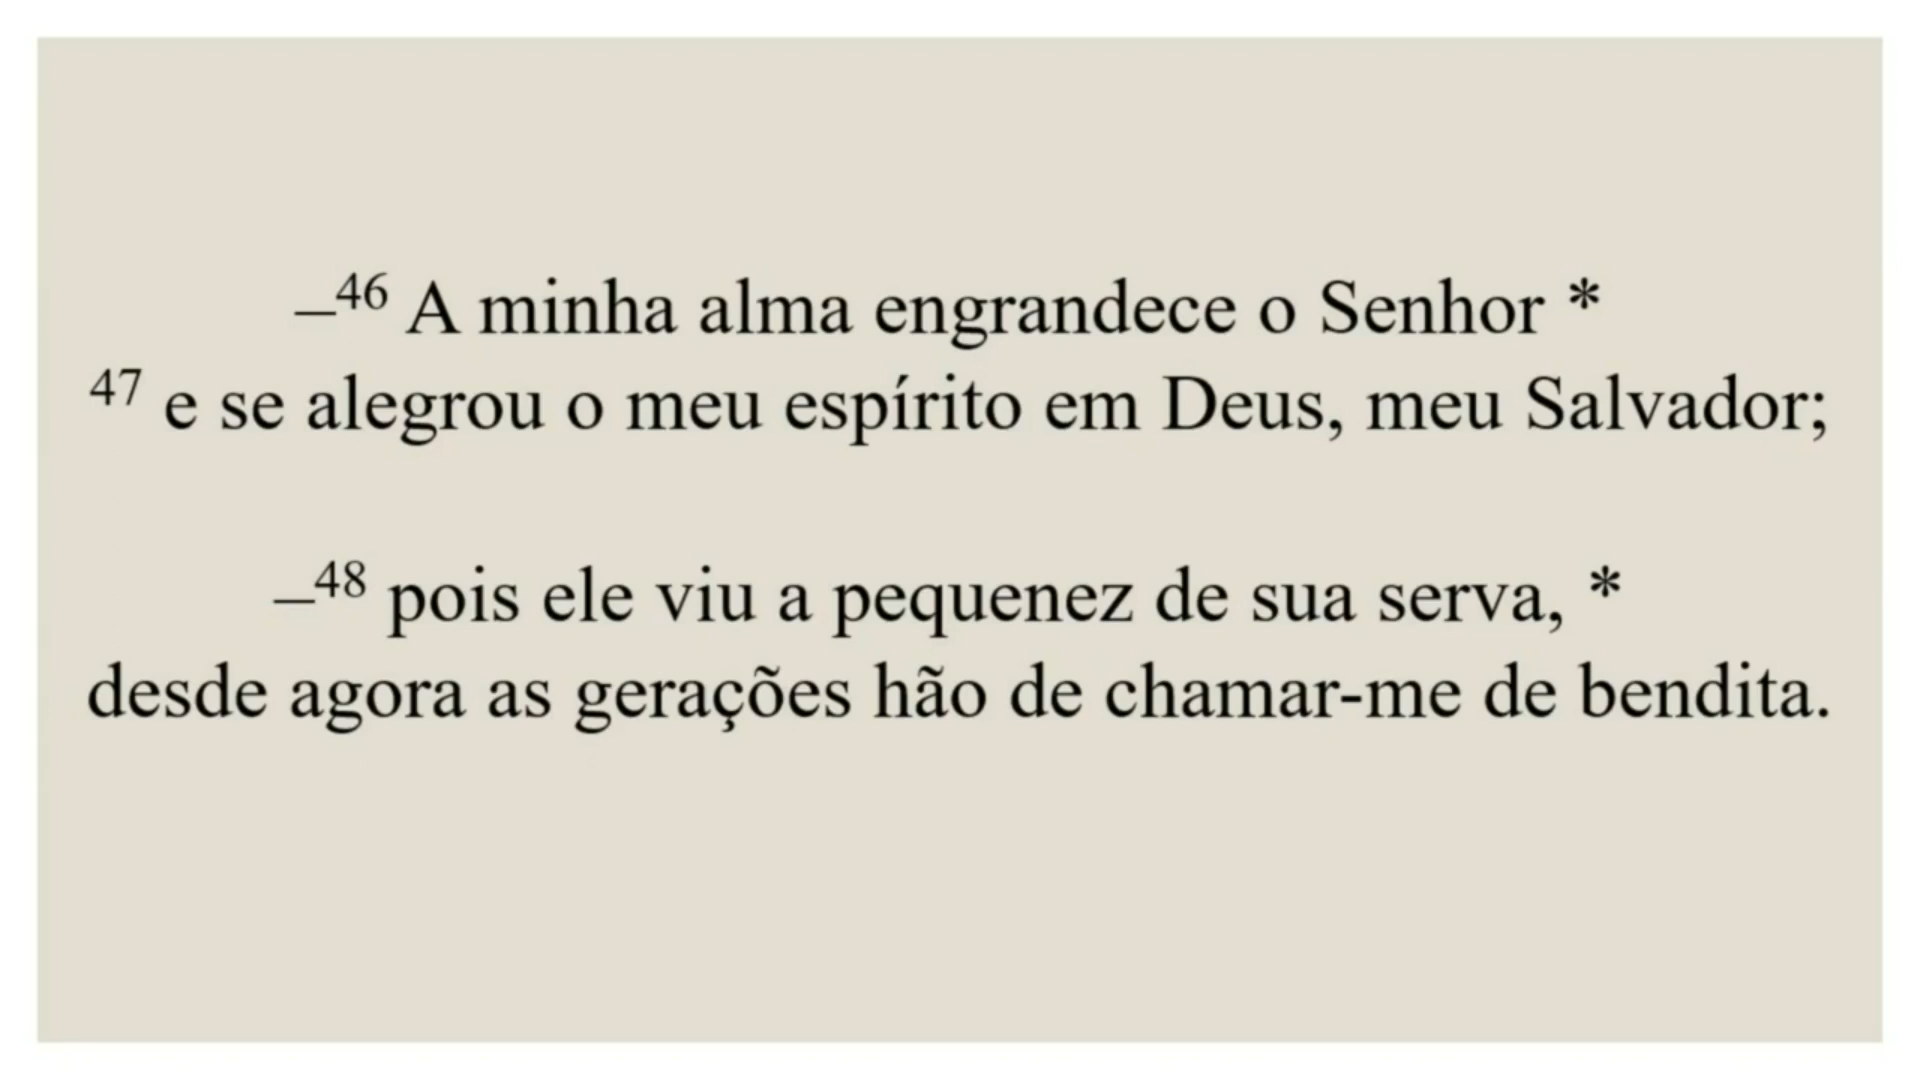 –46 A minha alma engrandece o Senhor *
47 e se alegrou o meu espírito em Deus, meu Salvador;
–48 pois ele viu a pequenez de sua serva, *
desde agora as gerações hão de chamar-me de bendita.